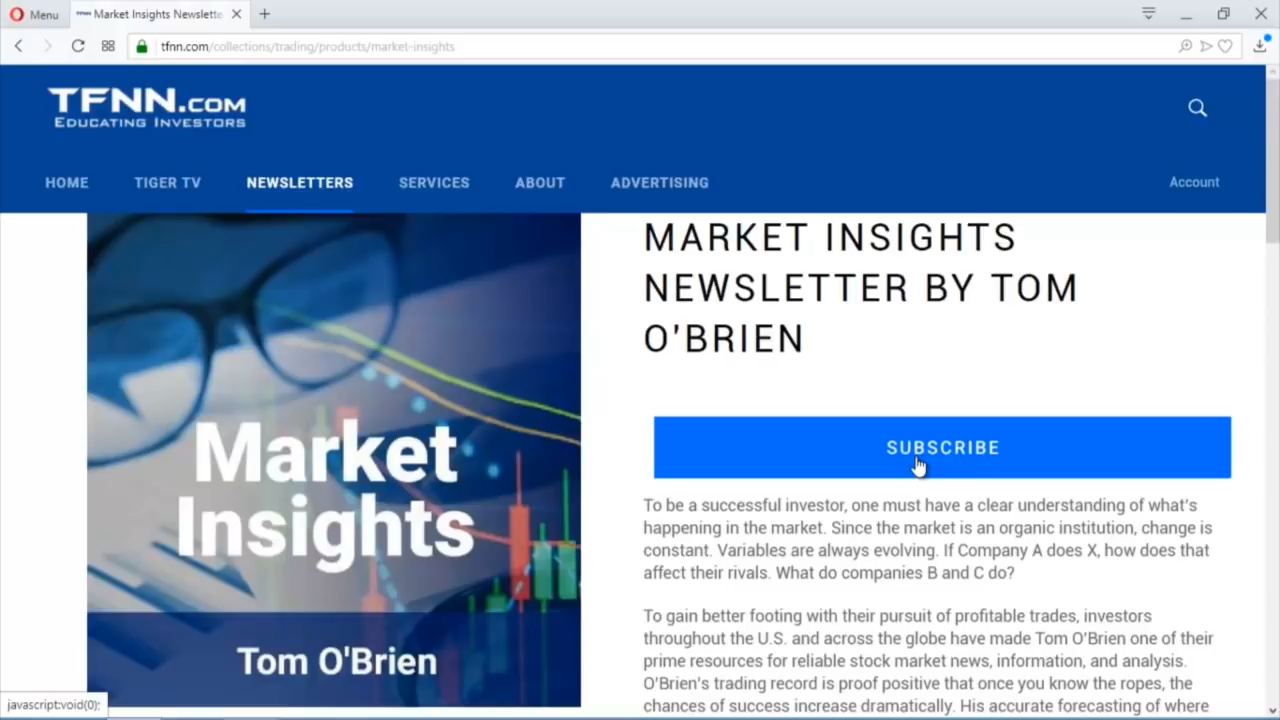 Menu
Market Insights Newslette
tfnn.com/collections/trading/products/market-insights
TFNN.COM
EDUCATING INVESTORS
HOME TIGER TV NEWSLETTERS SERVICES ABOUT ADVERTISING Account
MARKET INSIGHTS
NEWSLETTER BY TOM
O'BRIEN
Market
Insights
Tom O'Brien
SUBSCRIBE
To be a successful investor, one must have a clear understanding of what's
happening in the market. Since the market is an organic institution, change is
constant. Variables are always evolving. If Company A does X, how does that
affect their rivals. What do companies B and C do?
To gain better footing with their pursuit of profitable trades, investors
throughout the U.S. and across the globe have made Tom O'Brien one of their
prime resources for reliable stock market news, information, and analysis.
O'Brien's trading record is proof positive that once you know the ropes, the
chances of success increase dramatically. His accurate forecasting of where
javascript:void(0);